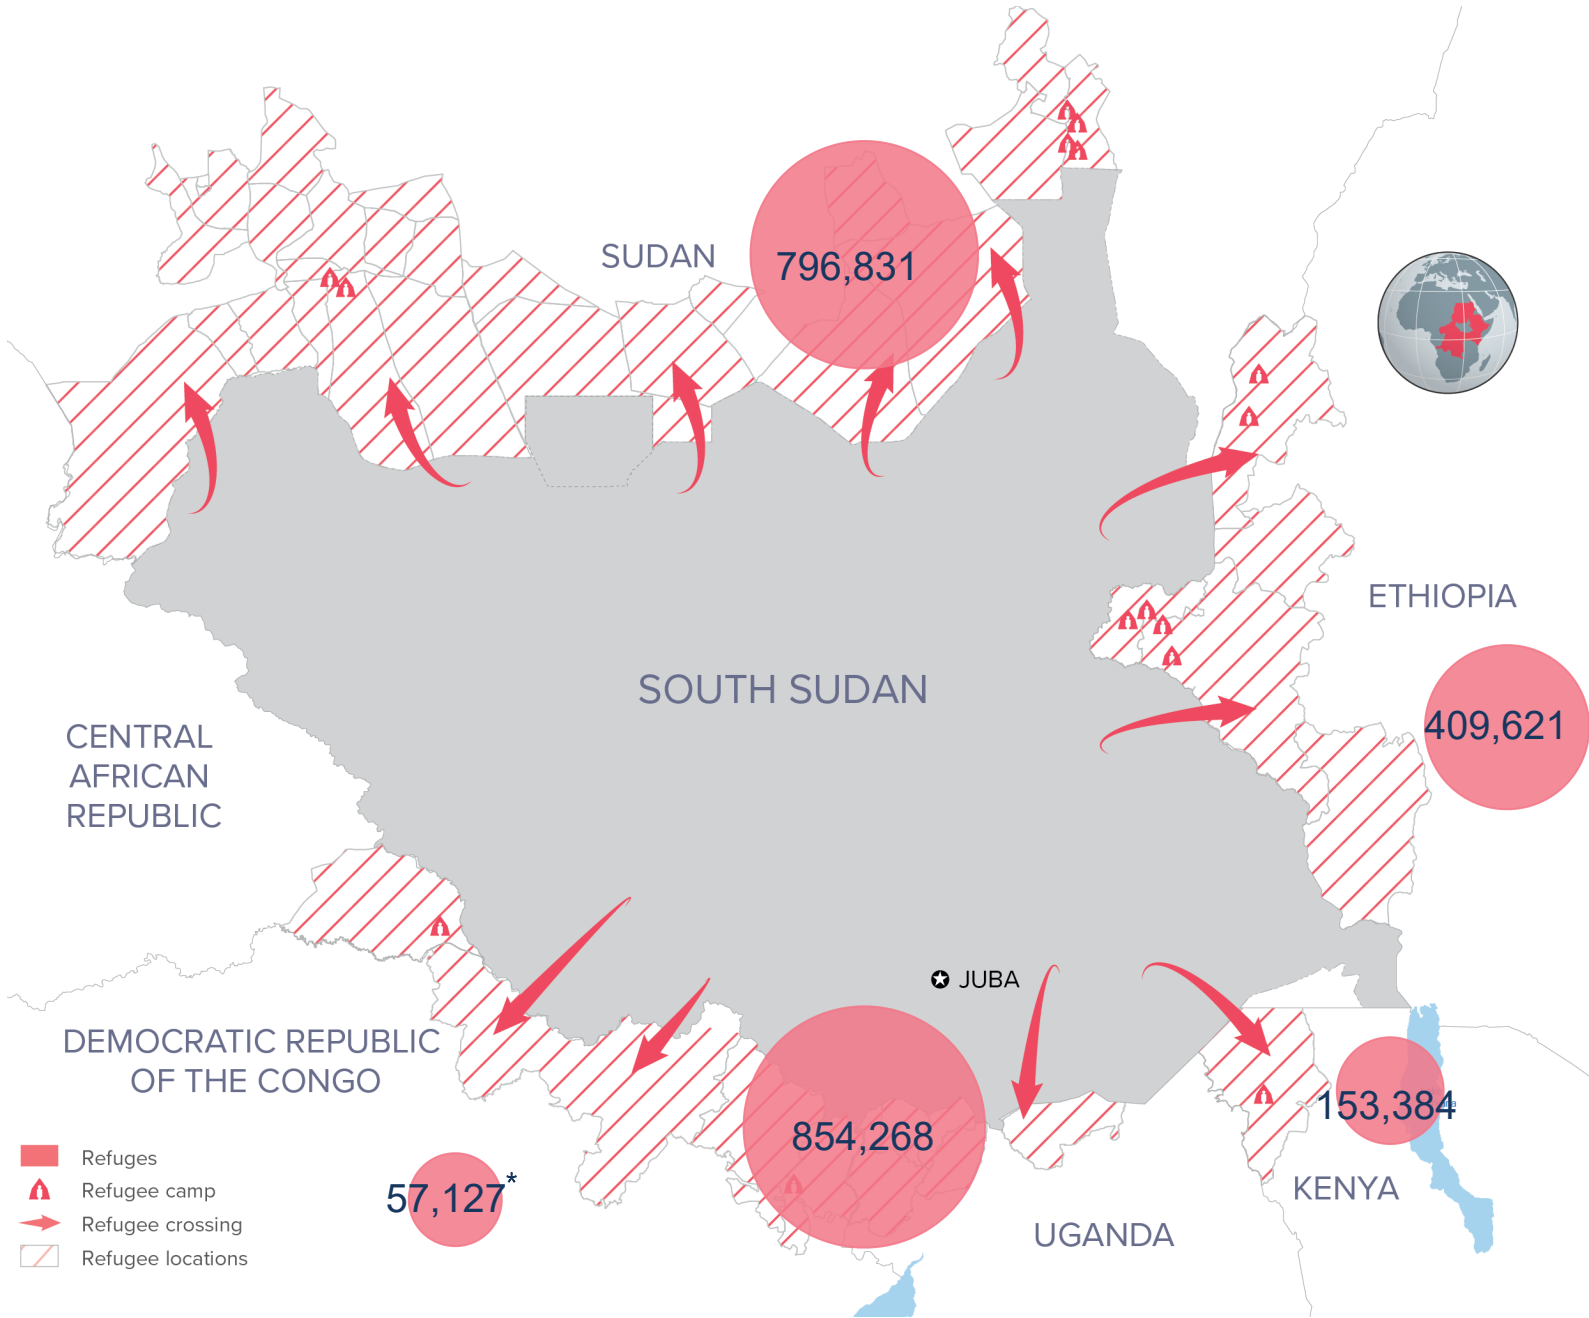 SUDAN
796,831
ETHIOPIA
SOUTH SUDAN
409,621
CENTRAL
AFRICAN
REPUBLIC
JUBA
DEMOCRATIC REPUBLIC
OF THE CONGO
854,268
153,384
57,127*
KENYA
UGANDA
Refuges
Refugee camp
Refugee crossing
Refugee locations